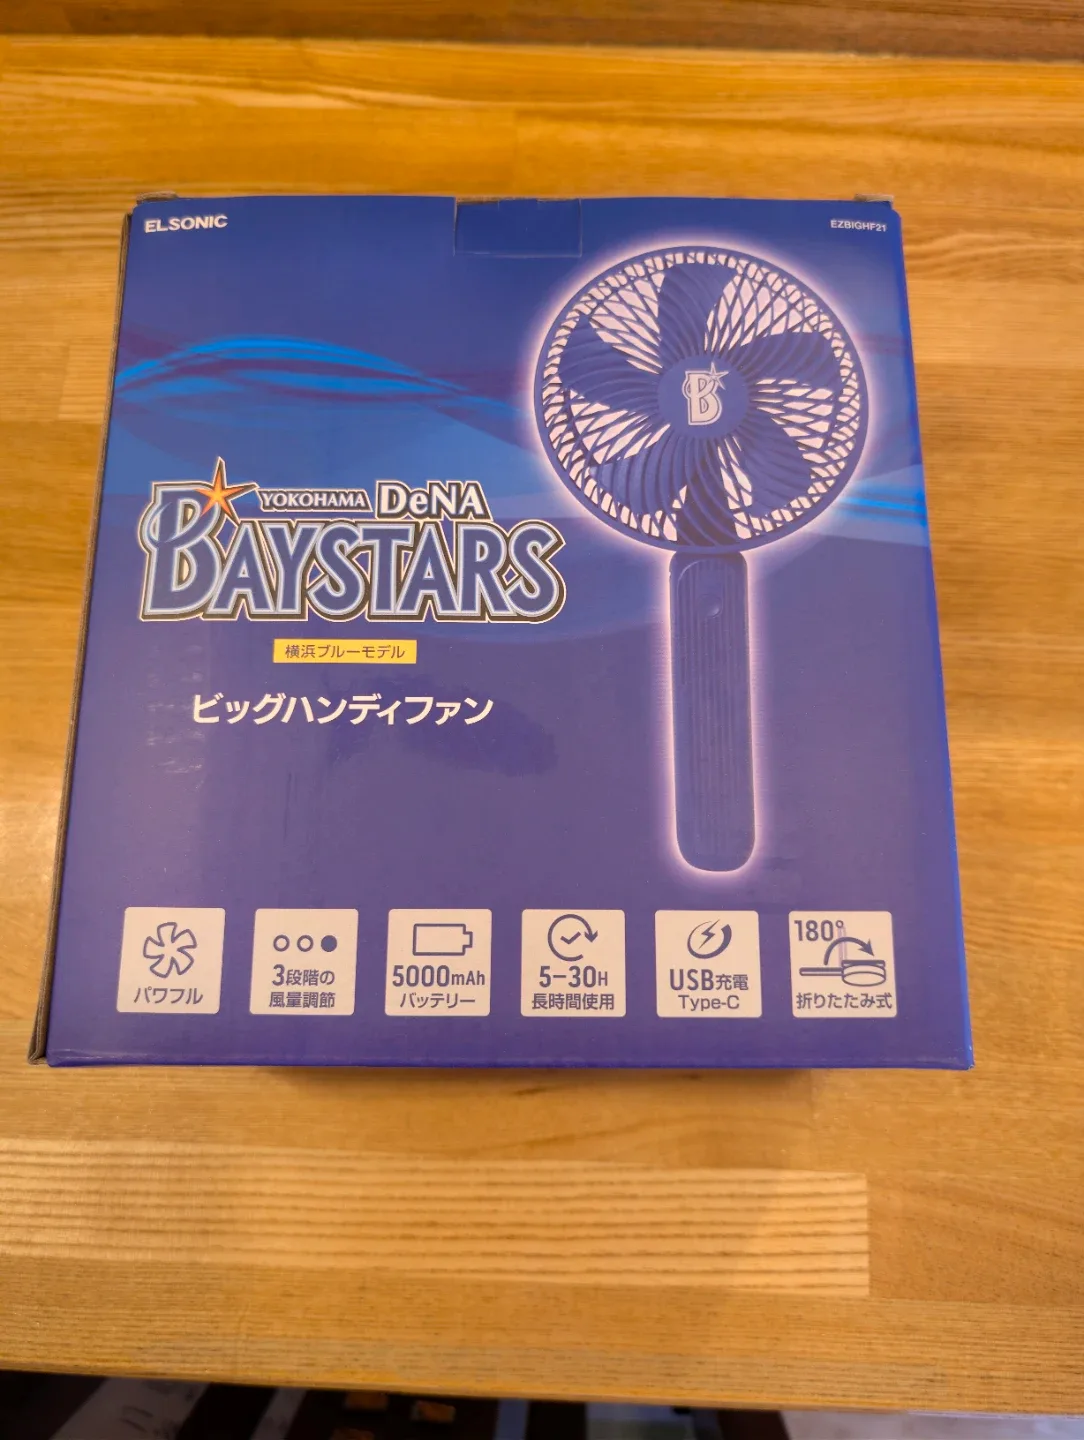 ELSONIC
EZBIGHF21
B
YOKOHAMA DeNA
BAYSTARS
横浜ブルーモデル
ビッグハンディファン
パワフル
3段階の
風量調節
5000mAh
バッテリー
5-30H
長時間使用
USB充電
Type-C
180°
折りたたみ式